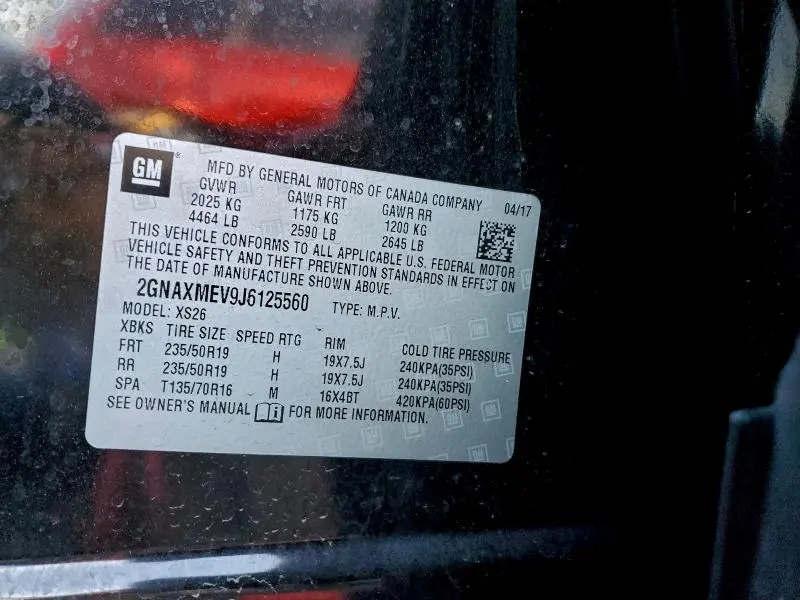 GM
MFD BY GENERAL MOTORS OF CANADA COMPANY
GVWR GAWR FRT GAWR RR 04/17
2025 KG 1175 KG 1200 KG
4464 LB 2590 LB 2645 LB
THIS VEHICLE CONFORMS TO ALL APPLICABLE U.S. FEDERAL MOTOR
VEHICLE SAFETY AND THEFT PREVENTION STANDARDS IN EFFECT ON
THE DATE OF MANUFACTURE SHOWN ABOVE.
2GNAXMEV9J6125560 TYPE: M.P.V.
MODEL: XS26
XBKS TIRE SIZE SPEED RTG RIM COLD TIRE PRESSURE
FRT 235/50R19 H 19X7.5J 240KPA(35PSI)
RR 235/50R19 H 19X7.5J 240KPA(35PSI)
SPA T135/70R16 M 16X4BT 420KPA(60PSI)
SEE OWNER'S MANUAL i FOR MORE INFORMATION.